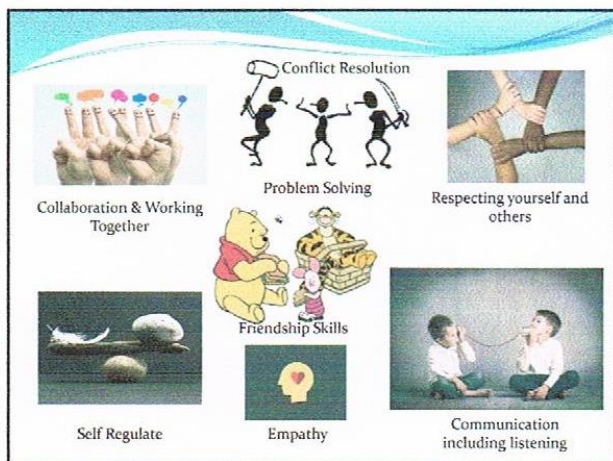 Conflict Resolution
Collaboration & Working
Together
Problem Solving
Respecting yourself and
others
Friendship Skills
Self Regulate
Empathy
Communication
including listening